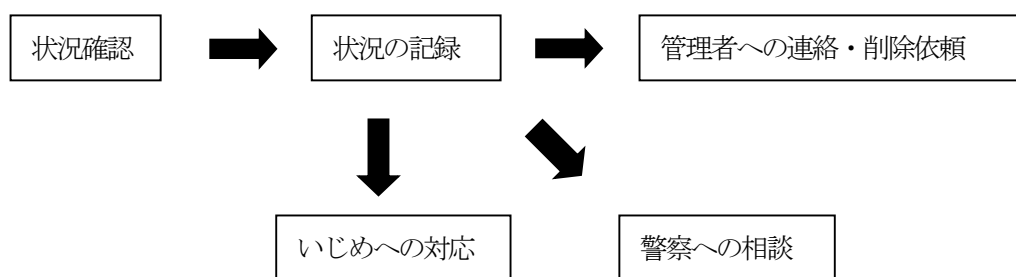 状況確認
状況の記録
管理者への連絡・削除依頼
いじめへの対応
警察への相談